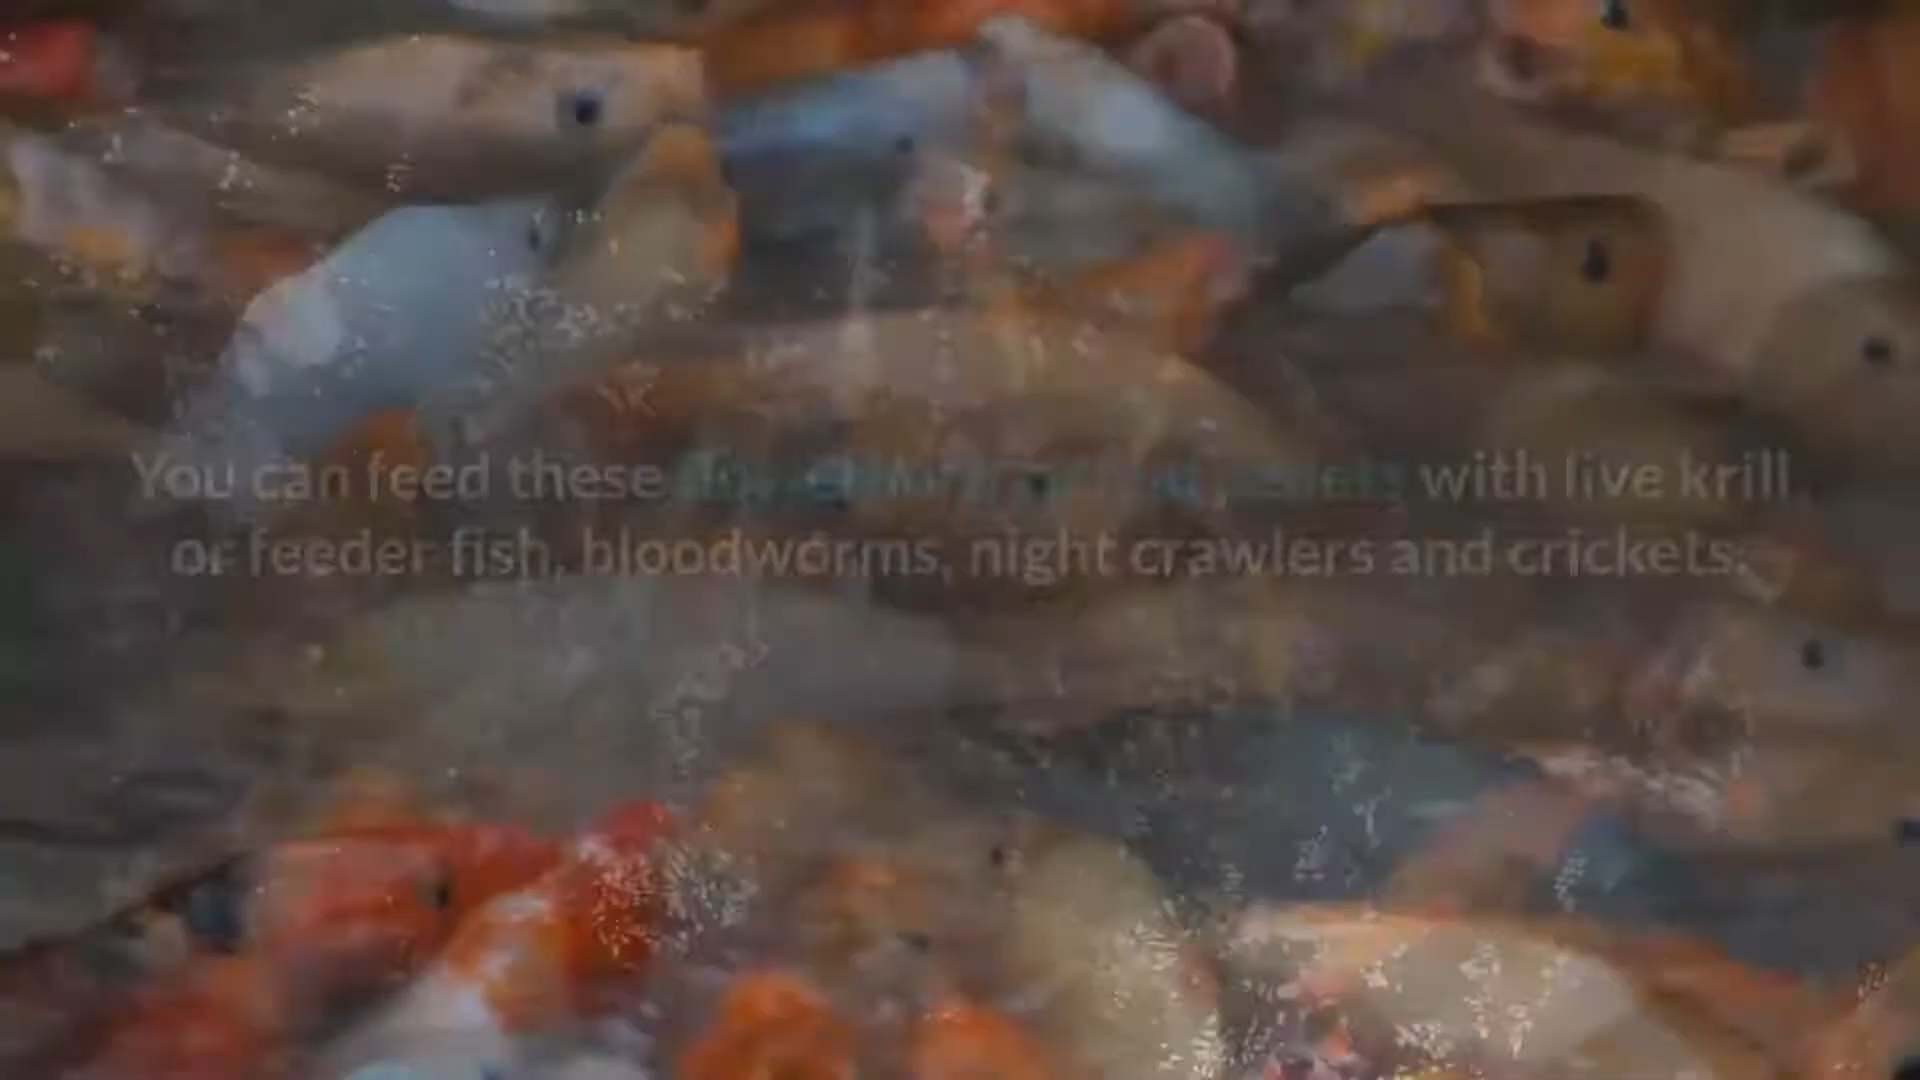 You can feed these with live krill
or feeder fish, bloodworms, night crawlers and crickets.